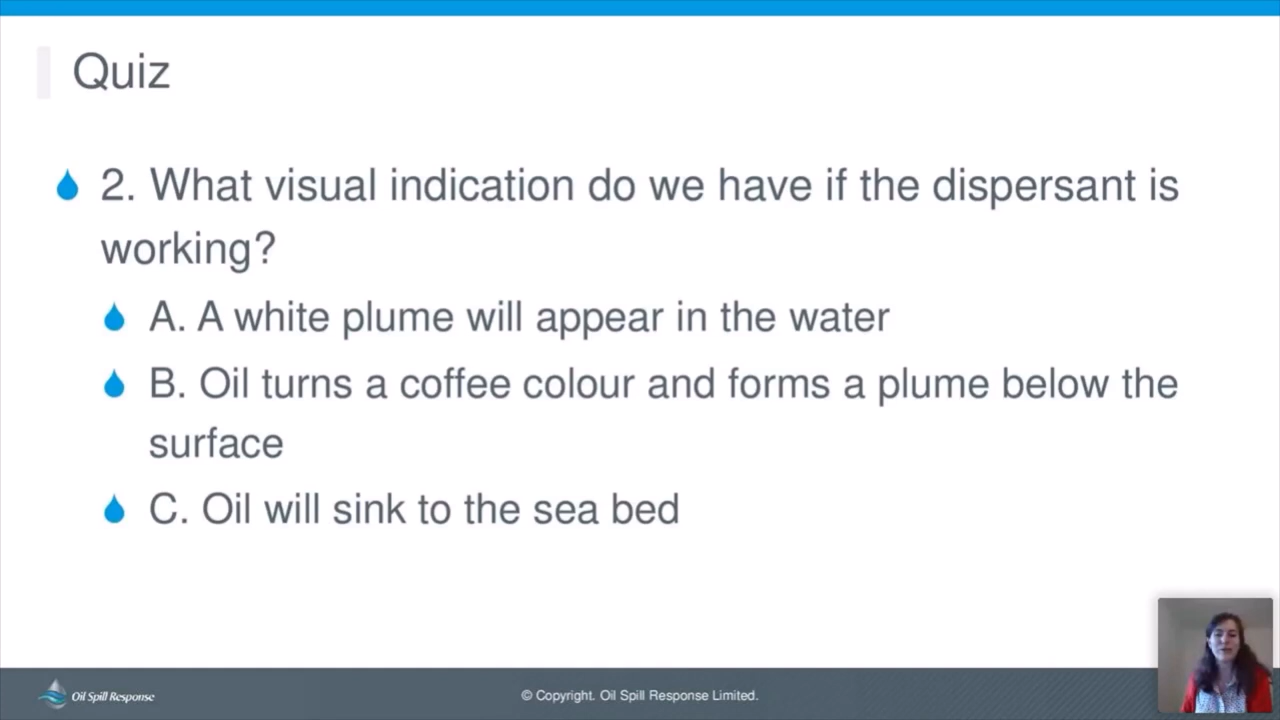 Quiz
2. What visual indication do we have if the dispersant is
working?
A. A white plume will appear in the water
B. Oil turns a coffee colour and forms a plume below the
surface
C. Oil will sink to the sea bed
Oil Spill Response
© Copyright. Oil Spill Response Limited.